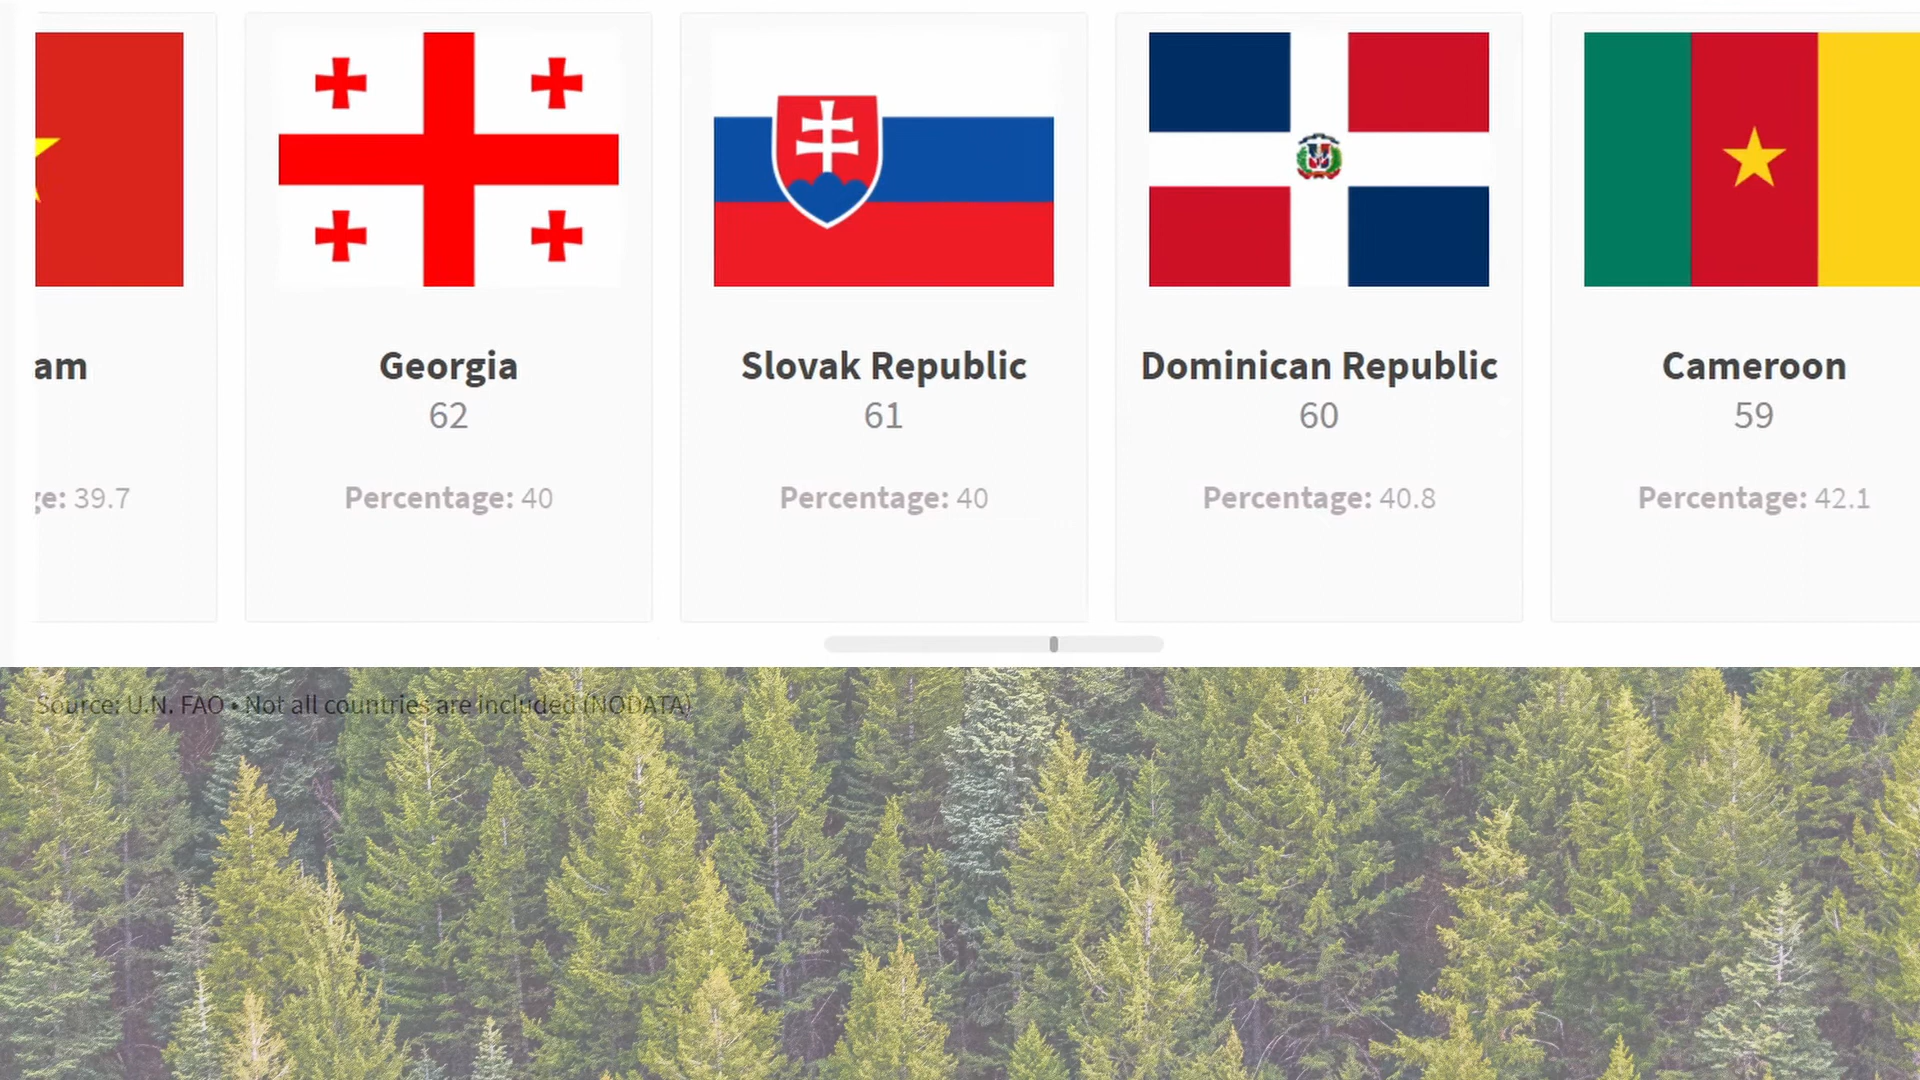 am
ge: 39.7
Georgia
62
Percentage: 40
Slovak Republic
61
Percentage: 40
Dominican Republic
60
Percentage: 40.8
Cameroon
59
Percentage: 42.1
Source: U.N. FAO • Not all countries are included (NODATA)